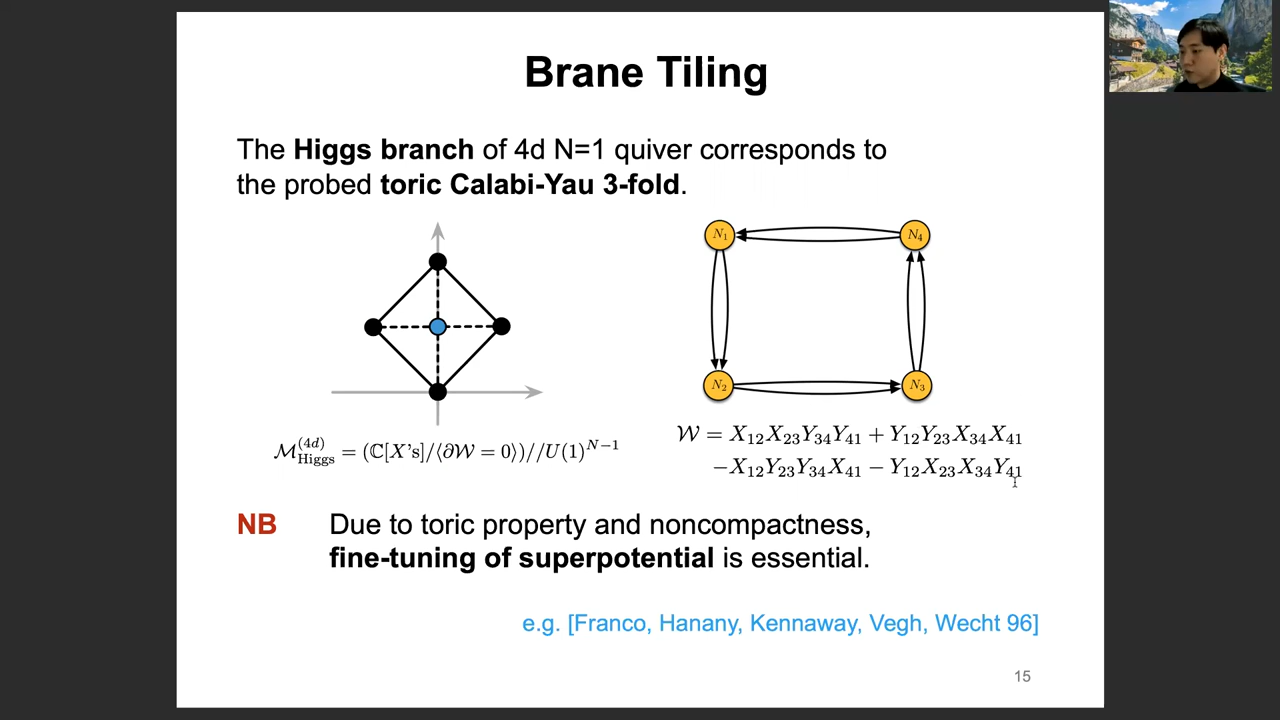 Brane Tiling
The Higgs branch of 4d N=1 quiver corresponds to
the probed toric Calabi-Yau 3-fold.
N₁
N₄
N₂
N₃
ℳ_Higgs^(4d) = (ℂ[X's]/⟨∂𝒲 = 0⟩)//U(1)^{N−1}
𝒲 = X₁₂X₂₃Y₃₄Y₄₁ + Y₁₂Y₂₃X₃₄X₄₁
−X₁₂Y₂₃Y₃₄X₄₁ − Y₁₂X₂₃X₃₄Y₄₁
NB Due to toric property and noncompactness,
fine-tuning of superpotential is essential.
e.g. [Franco, Hanany, Kennaway, Vegh, Wecht 96]
15